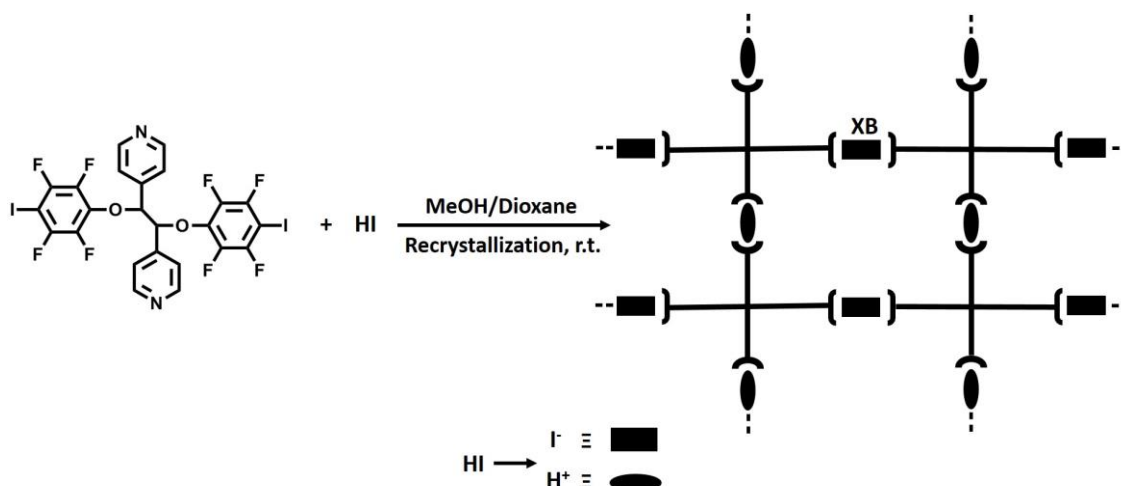 XB
N
F F
F F
I O O I + HI
MeOH/Dioxane
Recrystallization, r.t.
F F
F F
N
I⁻ Ξ
HI
H⁺ Ξ